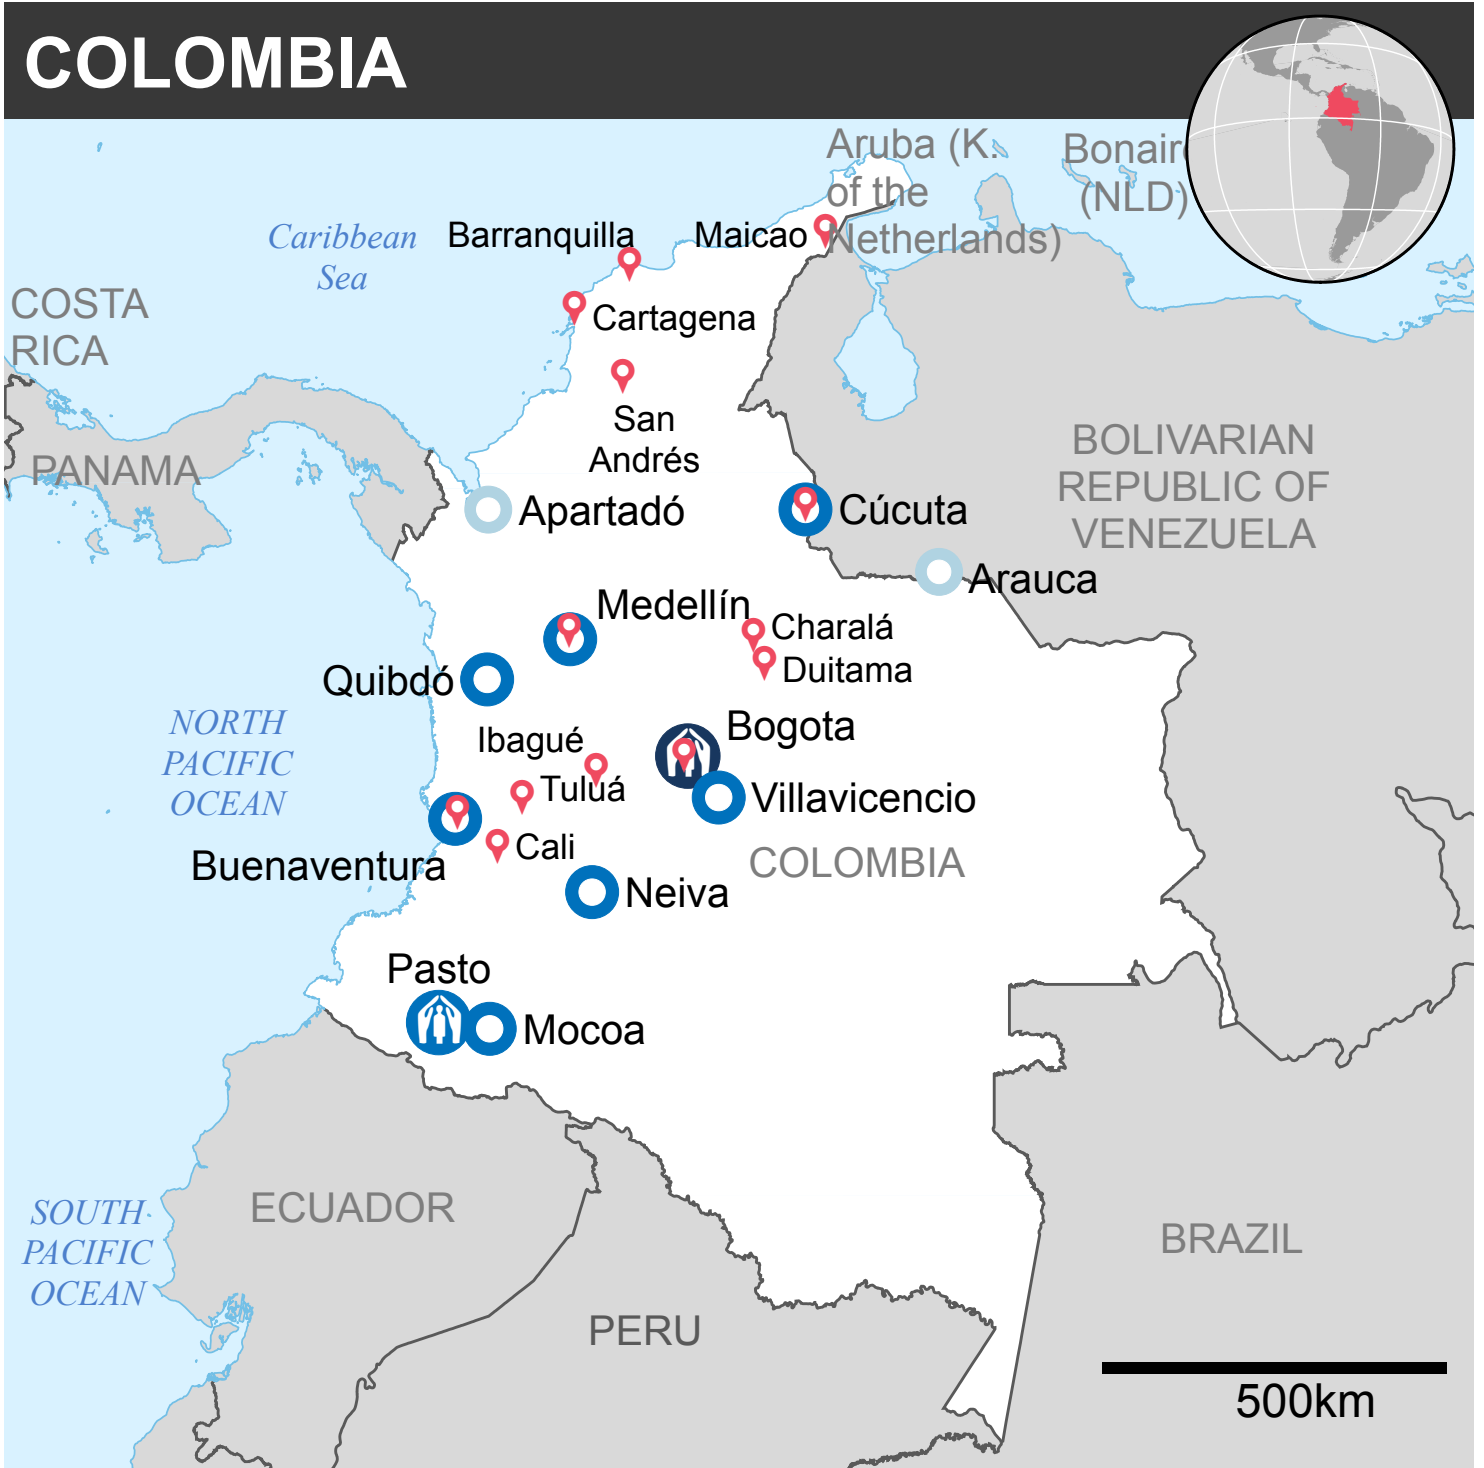 COLOMBIA
Aruba (K.
of the
Netherlands)
Bonair
(NLD)
Caribbean
Sea
Barranquilla
Maicao
COSTA
RICA
Cartagena
San
Andrés
PANAMA
BOLIVARIAN
REPUBLIC OF
VENEZUELA
Apartadó
Cúcuta
Arauca
Medellín
Charalá
Duitama
Quibdó
NORTH
PACIFIC
OCEAN
Ibagué
Bogota
Tuluá
Villavicencio
Buenaventura
Cali
COLOMBIA
Neiva
Pasto
Mocoa
SOUTH
PACIFIC
OCEAN
ECUADOR
BRAZIL
PERU
500km